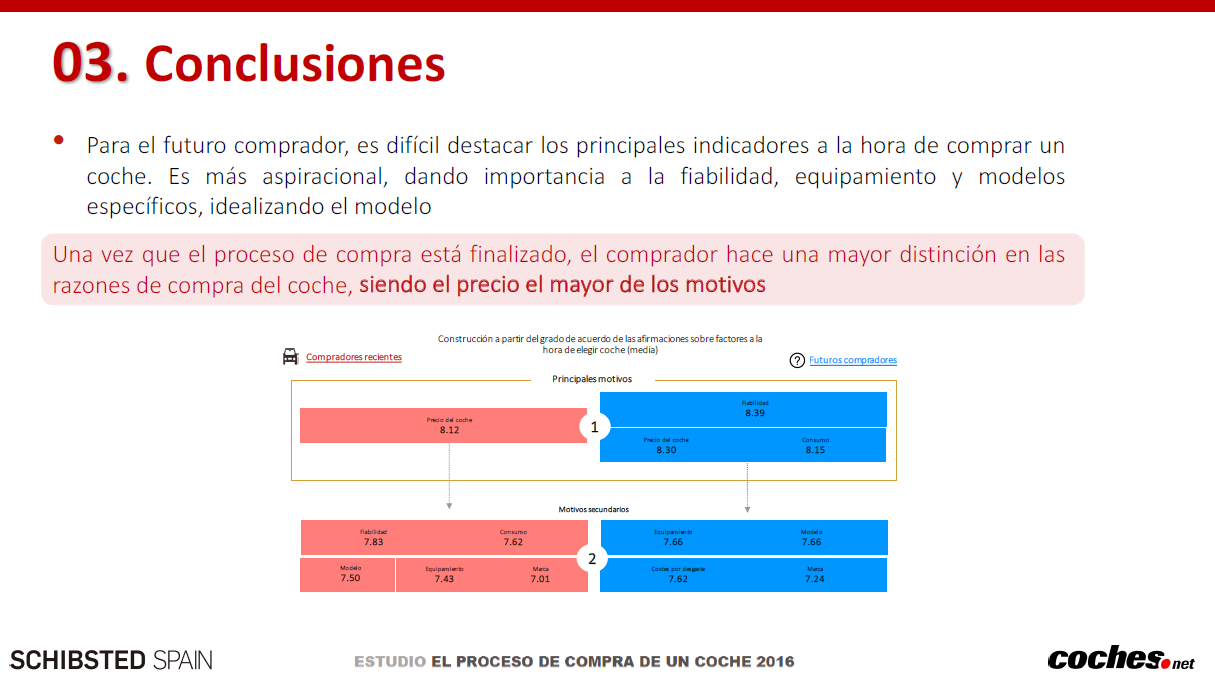 03. Conclusiones
• Para el futuro comprador, es difícil destacar los principales indicadores a la hora de comprar un
coche. Es más aspiracional, dando importancia a la fiabilidad, equipamiento y modelos
específicos, idealizando el modelo
Una vez que el proceso de compra está finalizado, el comprador hace una mayor distinción en las
razones de compra del coche, siendo el precio el mayor de los motivos
Construcción a partir del grado de acuerdo de las afirmaciones sobre factores a la
hora de elegir coche (media)
Compradores recientes
? Futuros compradores
Principales motivos
Precio del coche
8.12
1
Fiabilidad
8.39
Precio del coche
8.30
Consumo
8.15
Motivos secundarios
Fiabilidad
7.83
Consumo
7.62
Modelo
7.50
Equipamiento
7.43
Marca
7.01
2
Equipamiento
7.66
Modelo
7.66
Costes por desgaste
7.62
Marca
7.24
SCHIBSTED SPAIN
ESTUDIO EL PROCESO DE COMPRA DE UN COCHE 2016
coches.net